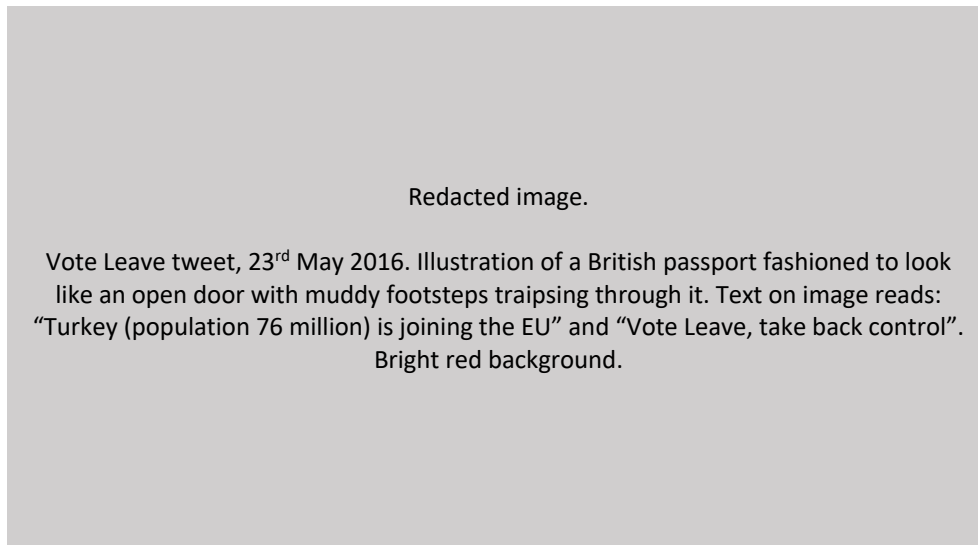 Redacted image.
Vote Leave tweet, 23rd May 2016. Illustration of a British passport fashioned to look
like an open door with muddy footsteps traipsing through it. Text on image reads:
“Turkey (population 76 million) is joining the EU” and “Vote Leave, take back control”.
Bright red background.